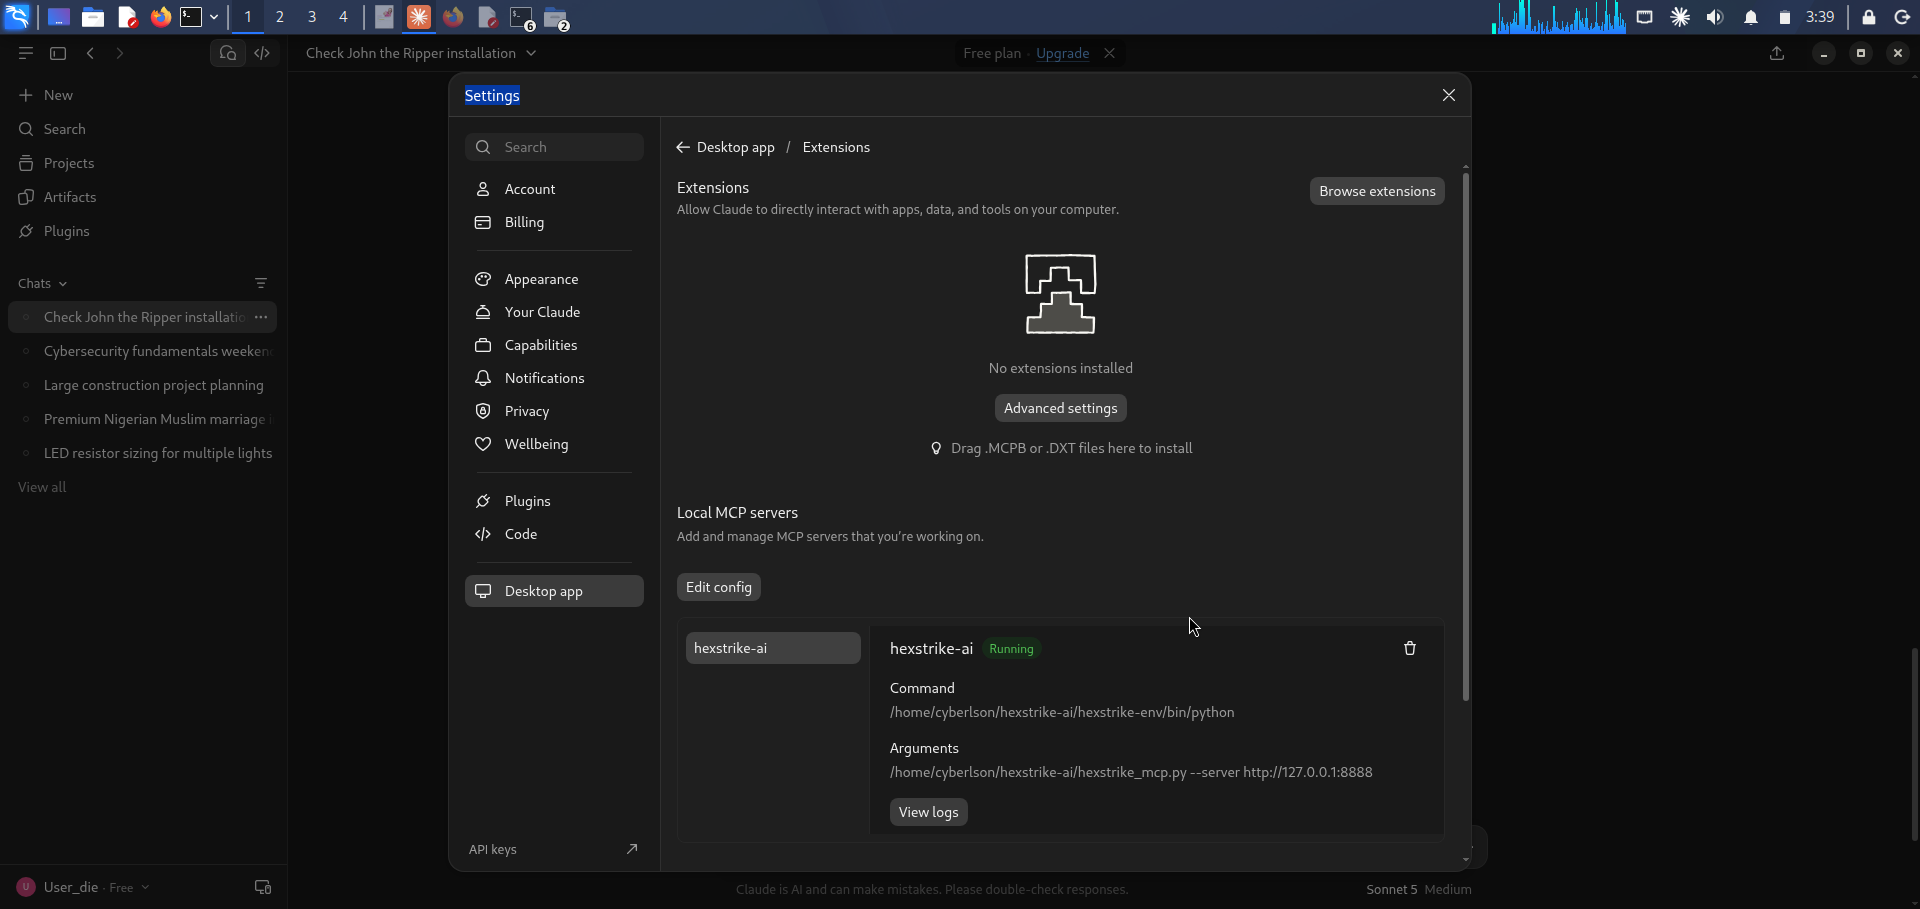 1 2 3 4
6
2
3:39
Check John the Ripper installation
Free plan · Upgrade
New
Search
Projects
Artifacts
Plugins
Chats
Check John the Ripper installatio
Cybersecurity fundamentals weeken
Large construction project planning
Premium Nigerian Muslim marriage
LED resistor sizing for multiple lights
View all
U
User_die · Free
Settings
Search
Account
Billing
Appearance
Your Claude
Capabilities
Notifications
Privacy
Wellbeing
Plugins
Code
Desktop app
API keys
Desktop app / Extensions
Extensions
Browse extensions
Allow Claude to directly interact with apps, data, and tools on your computer.
No extensions installed
Advanced settings
Drag .MCPB or .DXT files here to install
Local MCP servers
Add and manage MCP servers that you're working on.
Edit config
hexstrike-ai
hexstrike-ai Running
Command
/home/cyberlson/hexstrike-ai/hexstrike-env/bin/python
Arguments
/home/cyberlson/hexstrike-ai/hexstrike_mcp.py --server http://127.0.0.1:8888
View logs
Claude is AI and can make mistakes. Please double-check responses.
Sonnet 5 Medium